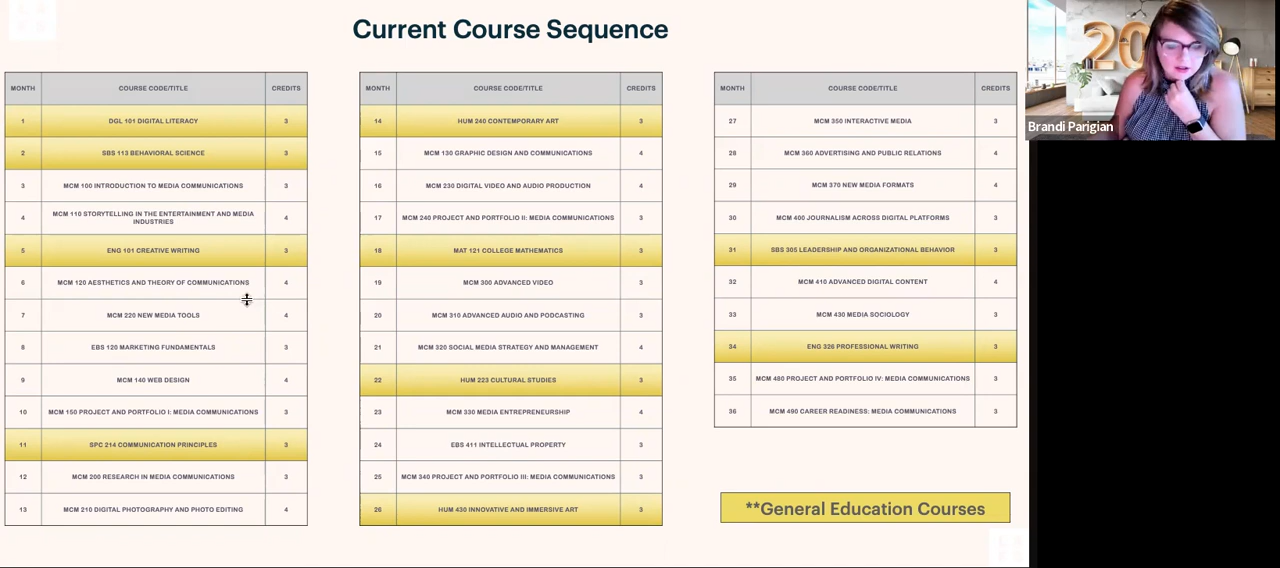 Current Course Sequence
MONTH COURSE CODE/TITLE CREDITS
1 DGL 101 DIGITAL LITERACY 3
2 SBS 113 BEHAVIORAL SCIENCE 3
3 MCM 100 INTRODUCTION TO MEDIA COMMUNICATIONS 3
4 MCM 110 STORYTELLING IN THE ENTERTAINMENT AND MEDIA
INDUSTRIES 4
5 ENG 101 CREATIVE WRITING 3
6 MCM 120 AESTHETICS AND THEORY OF COMMUNICATIONS 4
7 MCM 220 NEW MEDIA TOOLS 4
8 EBS 120 MARKETING FUNDAMENTALS 3
9 MCM 140 WEB DESIGN 4
10 MCM 150 PROJECT AND PORTFOLIO I: MEDIA COMMUNICATIONS 3
11 SPC 214 COMMUNICATION PRINCIPLES 3
12 MCM 200 RESEARCH IN MEDIA COMMUNICATIONS 3
13 MCM 210 DIGITAL PHOTOGRAPHY AND PHOTO EDITING 4
MONTH COURSE CODE/TITLE CREDITS
14 HUM 240 CONTEMPORARY ART 3
15 MCM 130 GRAPHIC DESIGN AND COMMUNICATIONS 4
16 MCM 230 DIGITAL VIDEO AND AUDIO PRODUCTION 4
17 MCM 240 PROJECT AND PORTFOLIO II: MEDIA COMMUNICATIONS 3
18 MAT 121 COLLEGE MATHEMATICS 3
19 MCM 300 ADVANCED VIDEO 3
20 MCM 310 ADVANCED AUDIO AND PODCASTING 3
21 MCM 320 SOCIAL MEDIA STRATEGY AND MANAGEMENT 4
22 HUM 223 CULTURAL STUDIES 3
23 MCM 330 MEDIA ENTREPRENEURSHIP 4
24 EBS 411 INTELLECTUAL PROPERTY 3
25 MCM 340 PROJECT AND PORTFOLIO III: MEDIA COMMUNICATIONS 3
26 HUM 430 INNOVATIVE AND IMMERSIVE ART 3
MONTH COURSE CODE/TITLE CREDITS
27 MCM 350 INTERACTIVE MEDIA 3
28 MCM 360 ADVERTISING AND PUBLIC RELATIONS 4
29 MCM 370 NEW MEDIA FORMATS 4
30 MCM 400 JOURNALISM ACROSS DIGITAL PLATFORMS 3
31 SBS 305 LEADERSHIP AND ORGANIZATIONAL BEHAVIOR 3
32 MCM 410 ADVANCED DIGITAL CONTENT 4
33 MCM 430 MEDIA SOCIOLOGY 3
34 ENG 326 PROFESSIONAL WRITING 3
35 MCM 480 PROJECT AND PORTFOLIO IV: MEDIA COMMUNICATIONS 3
36 MCM 490 CAREER READINESS: MEDIA COMMUNICATIONS 3
**General Education Courses
20
Brandi Parigian